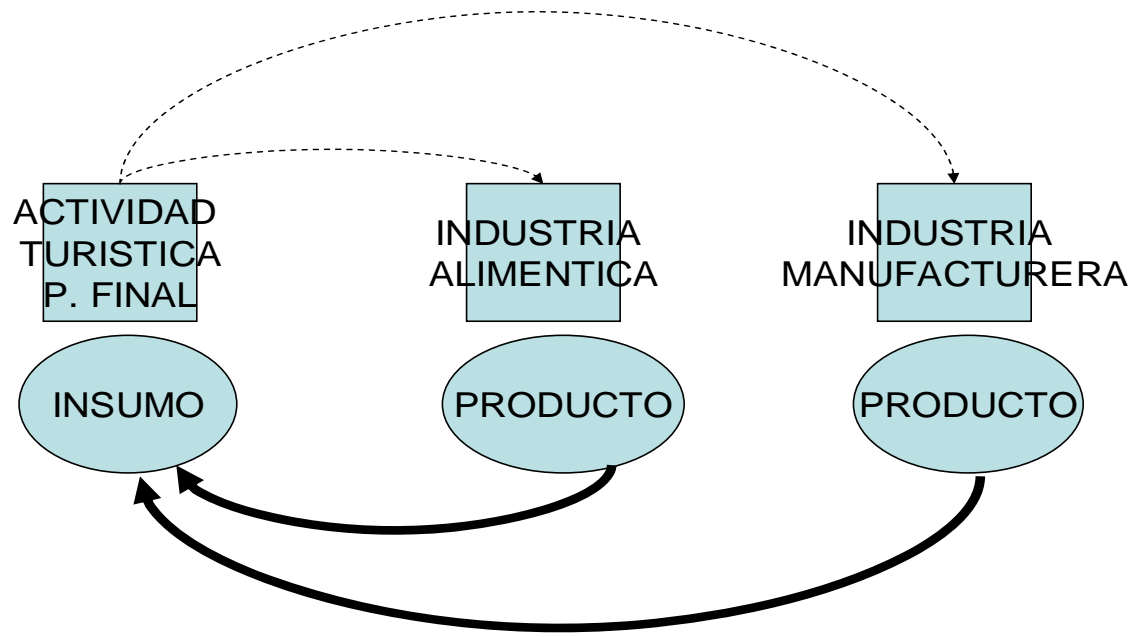 ACTIVIDAD
TURISTICA
P. FINAL
INDUSTRIA
ALIMENTICA
INDUSTRIA
MANUFACTURERA
INSUMO
PRODUCTO
PRODUCTO